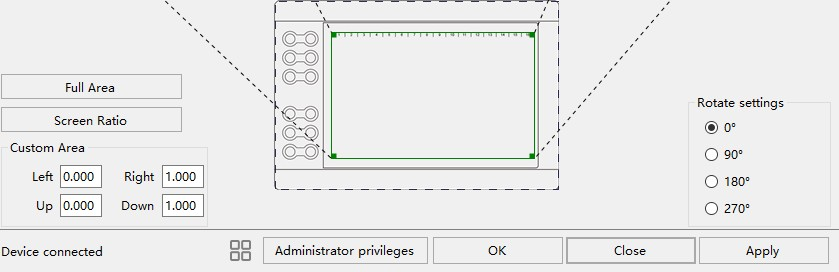 Full Area
Screen Ratio
Custom Area
Left 0.000 Right 1.000
Up 0.000 Down 1.000
Rotate settings
0°
90°
180°
270°
Device connected
Administrator privileges
OK
Close
Apply